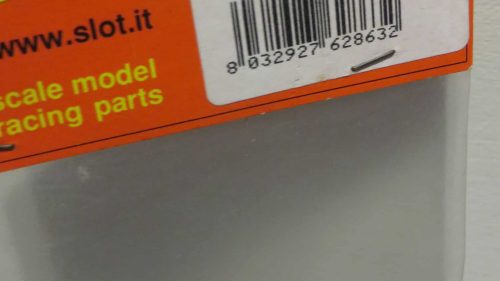 www.slot.it
8 032927 628632
scale model
racing parts